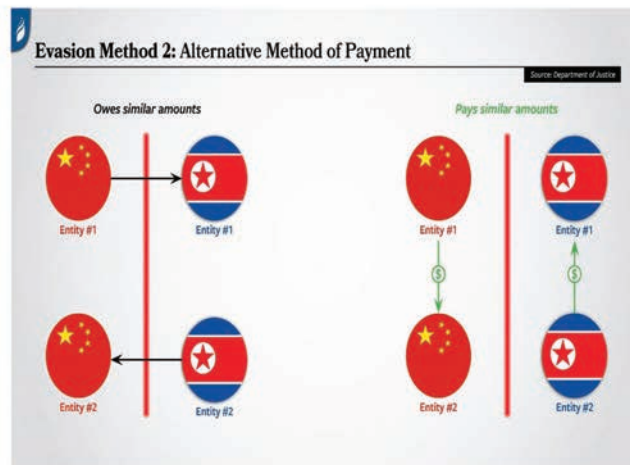 Evasion Method 2: Alternative Method of Payment
Source: Department of Justice
Owes similar amounts
Pays similar amounts
Entity #1
Entity #1
Entity #1
Entity #1
$
$
Entity #2
Entity #2
Entity #2
Entity #2